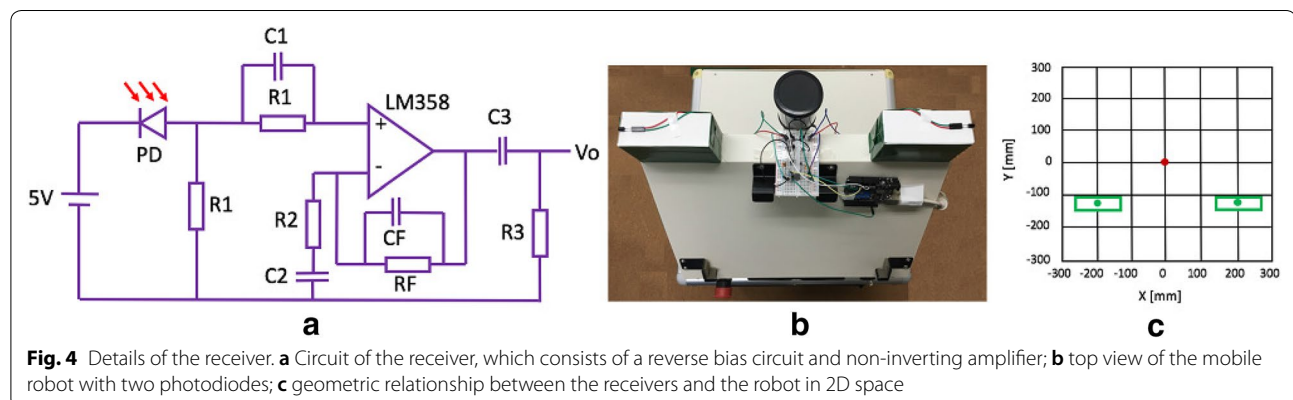 C1
R1
LM358
C3
+
PD
-
Vo
5V
R1
R2
CF
R3
C2
RF
a
b
300
200
100
0
-100
-200
-300
Y [mm]
-300 -200 -100 0 100 200 300
X [mm]
c
Fig. 4 Details of the receiver. a Circuit of the receiver, which consists of a reverse bias circuit and non-inverting amplifier; b top view of the mobile
robot with two photodiodes; c geometric relationship between the receivers and the robot in 2D space